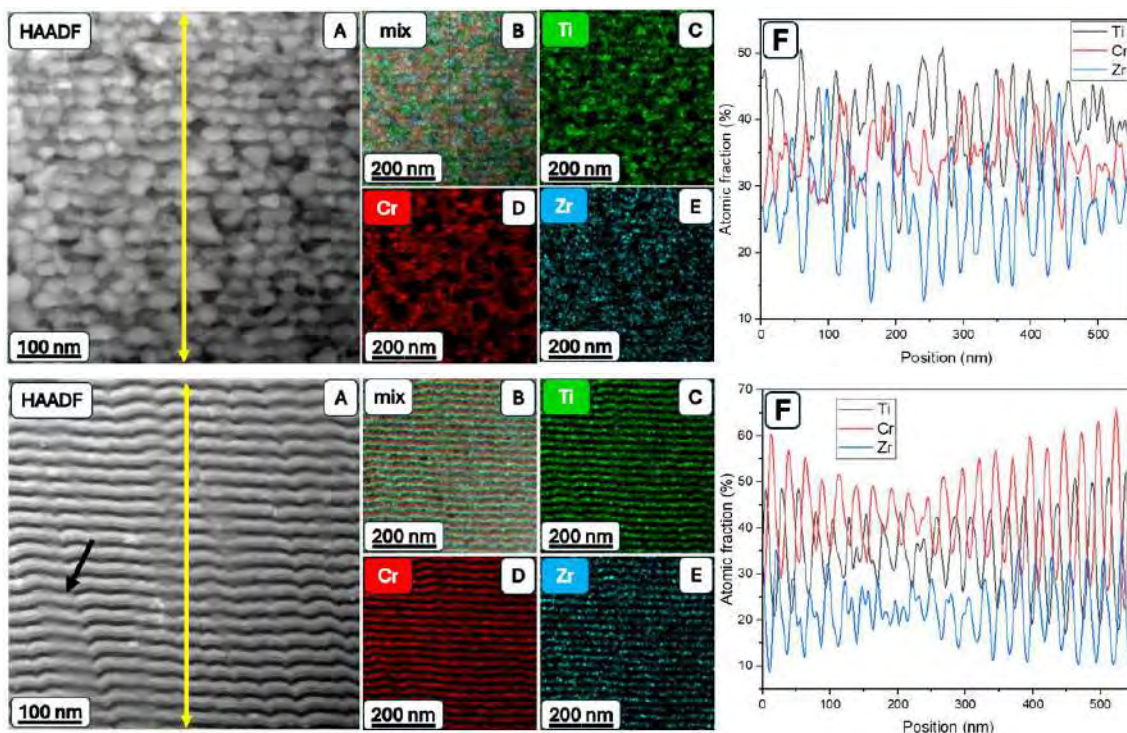 HAADF
A
100 nm
mix
B
200 nm
Ti
C
200 nm
Cr
D
200 nm
Zr
E
200 nm
F
Ti
Cr
Zr
50
40
30
20
10
Atomic fraction (%)
0
100
200
300
400
500
Position (nm)
HAADF
A
100 nm
mix
B
200 nm
Ti
C
200 nm
Cr
D
200 nm
Zr
E
200 nm
F
Ti
Cr
Zr
70
60
50
40
30
20
10
Atomic fraction (%)
0
100
200
300
400
500
Position (nm)